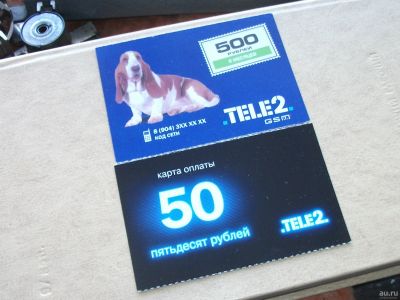 500
РУБЛЕЙ
TELE2
GSM
8 (904) 3XX XX XX
КОД СЕТИ
карта оплаты
50
пятьдесят рублей
TELE2
au.ru